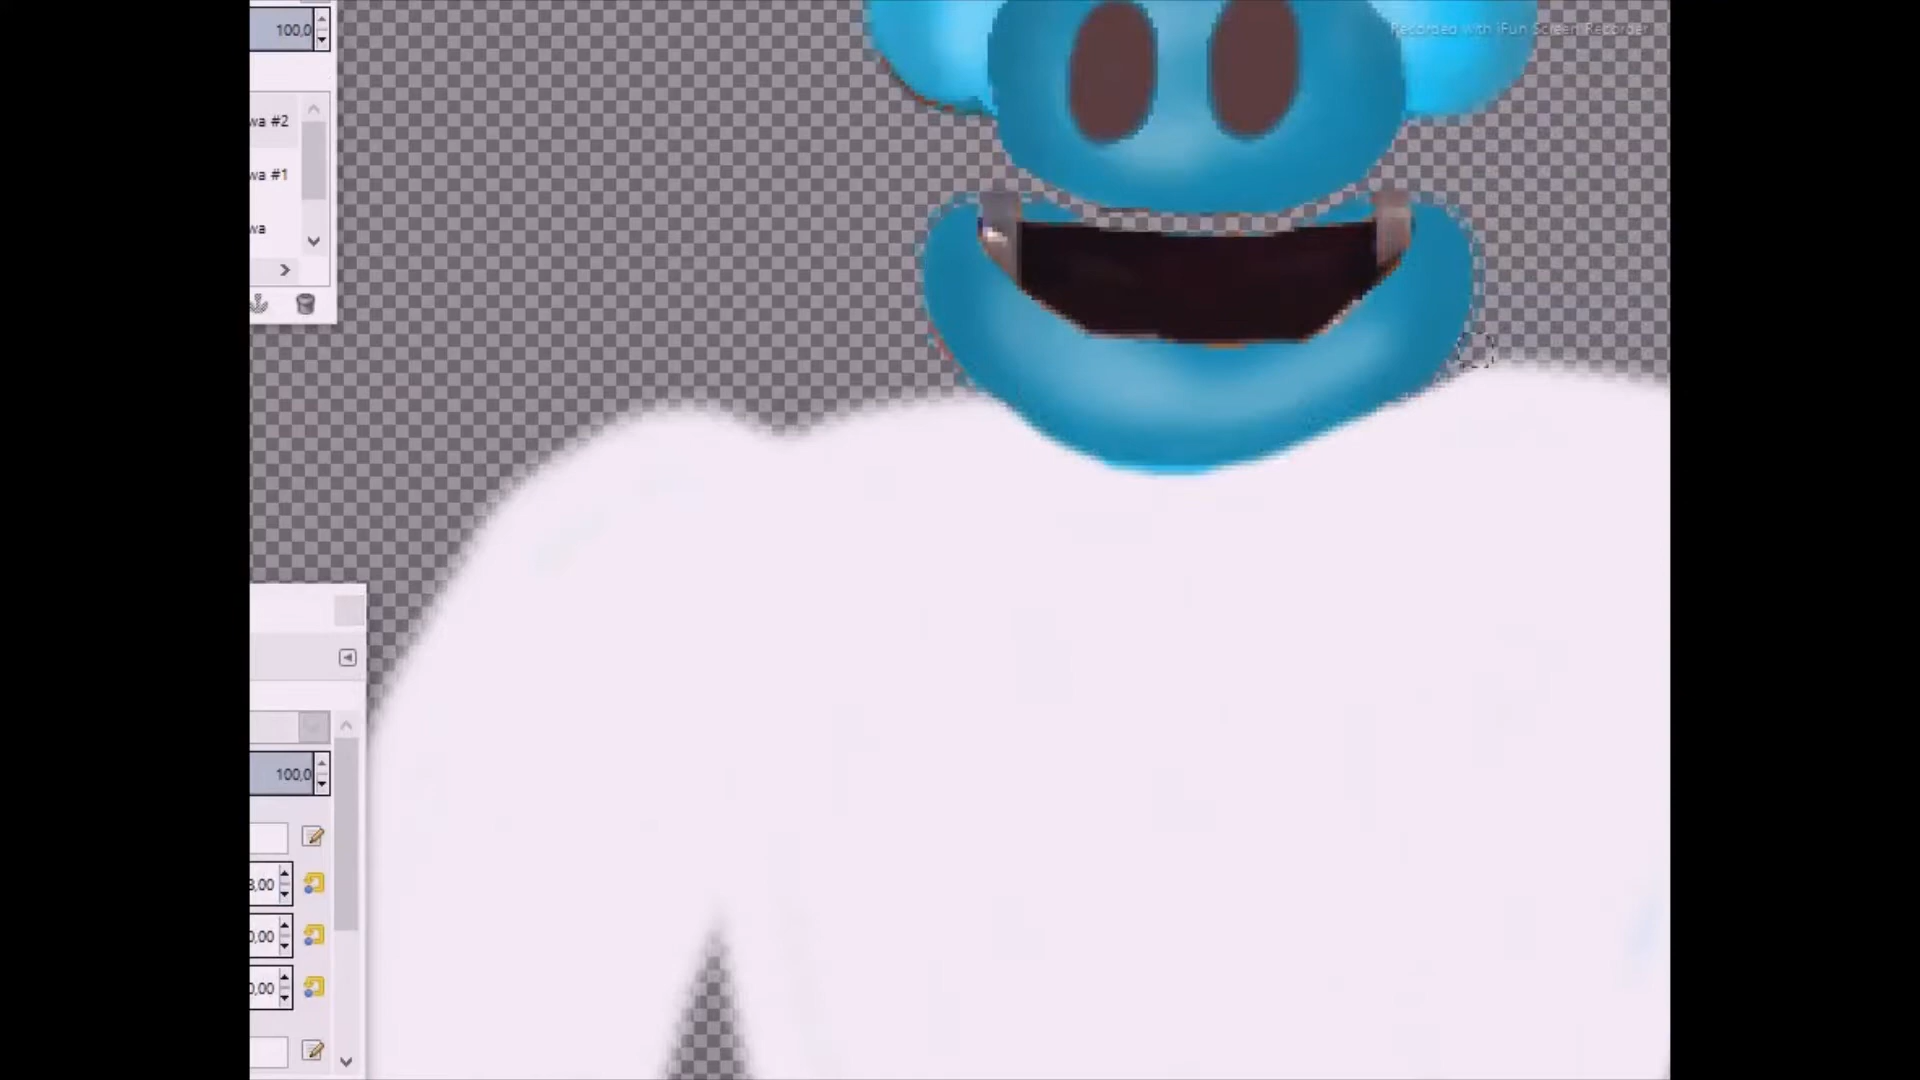 100,0
Recorded with iFun Screen Recorder
wa #2
wa #1
wa
100,0
3,00
0,00
0,00